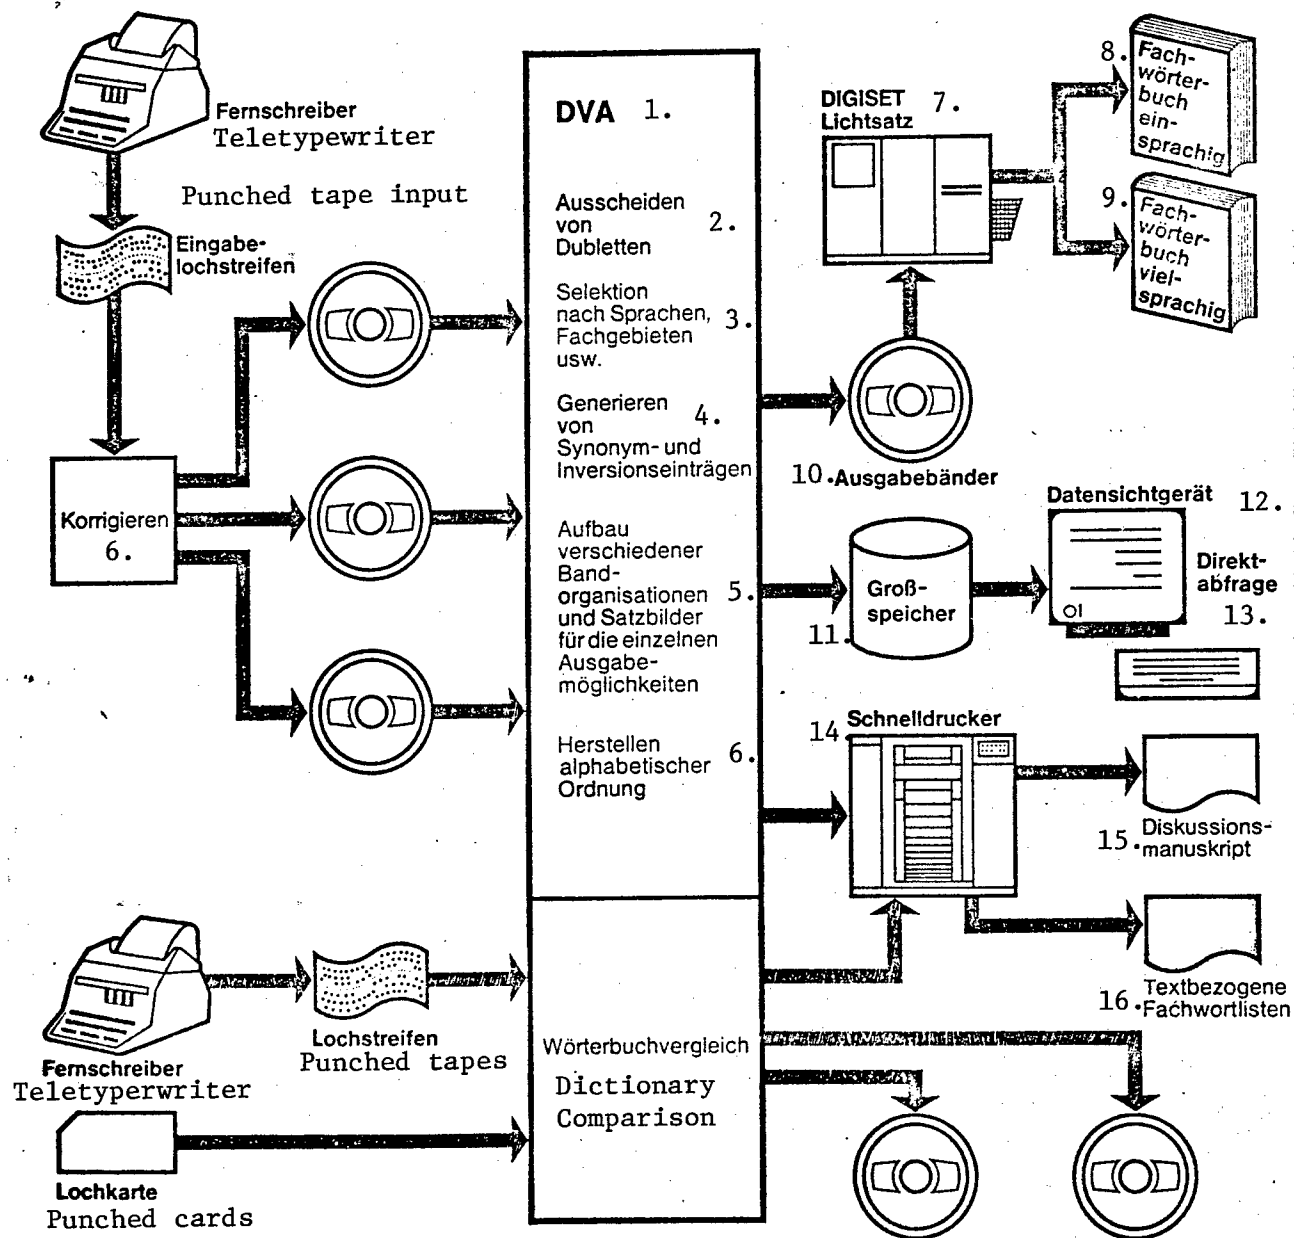 Fernschreiber
Teletypewriter
Punched tape input
Eingabe-
lochstreifen
Korrigieren
6.
DVA 1.
Ausscheiden
von 2.
Dubletten
Selektion
nach Sprachen, 3.
Fachgebieten
usw.
Generieren 4.
von
Synonym- und
Inversionseinträgen
Aufbau
verschiedener
Band-
organisationen 5.
und Satzbilder
für die einzelnen
Ausgabe-
möglichkeiten
Herstellen 6.
alphabetischer
Ordnung
DIGISET 7.
Lichtsatz
8. Fach-
wörter-
buch
ein-
sprachig
9. Fach-
wörter-
buch
viel-
sprachig
10. Ausgabebänder
Datensichtgerät 12.
Groß-
speicher
11.
Direkt-
abfrage
13.
14. Schnelldrucker
15. Diskussions-
manuskript
16. Textbezogene
Fachwortlisten
Fernschreiber
Teletyperwriter
Lochstreifen
Punched tapes
Lochkarte
Punched cards
Wörterbuchvergleich
Dictionary
Comparison